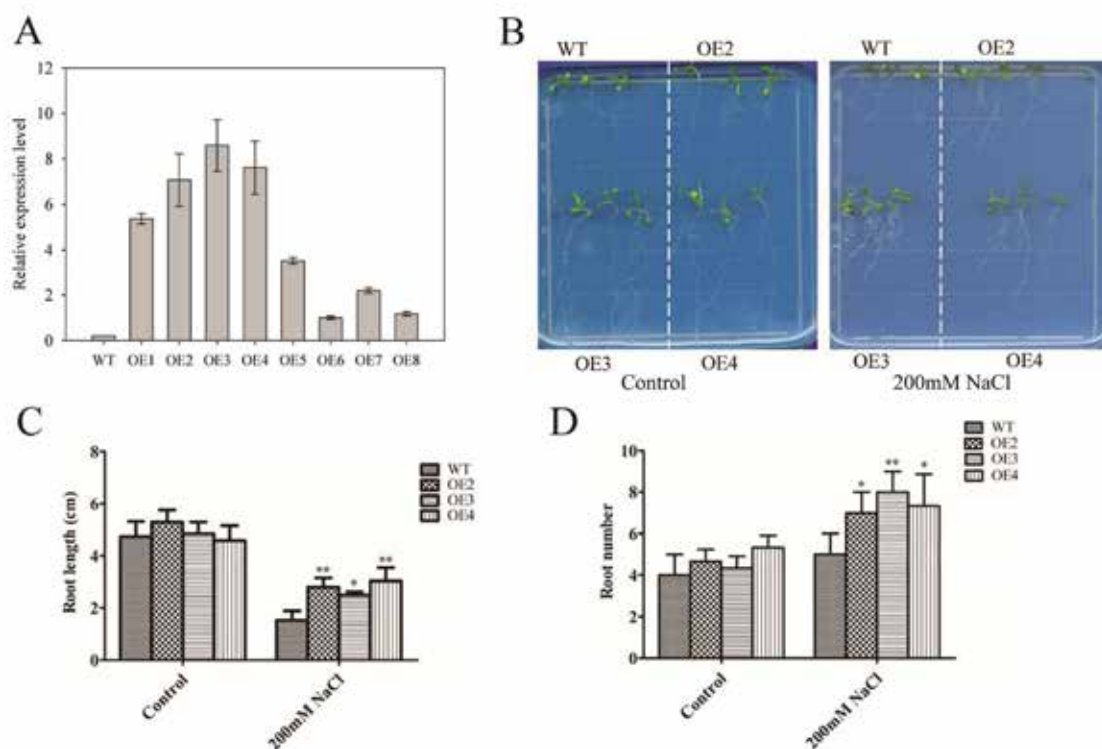 A
12
10
8
6
4
2
0
Relative expression level
WT OE1 OE2 OE3 OE4 OE5 OE6 OE7 OE8
B
WT OE2 WT OE2
OE3 OE4 OE3 OE4
Control 200mM NaCl
C
8
6
4
2
0
Root length (cm)
WT
OE2
OE3
OE4
** * **
Control 200mM NaCl
D
10
8
6
4
2
0
Root number
WT
OE2
OE3
OE4
* ** *
Control 200mM NaCl